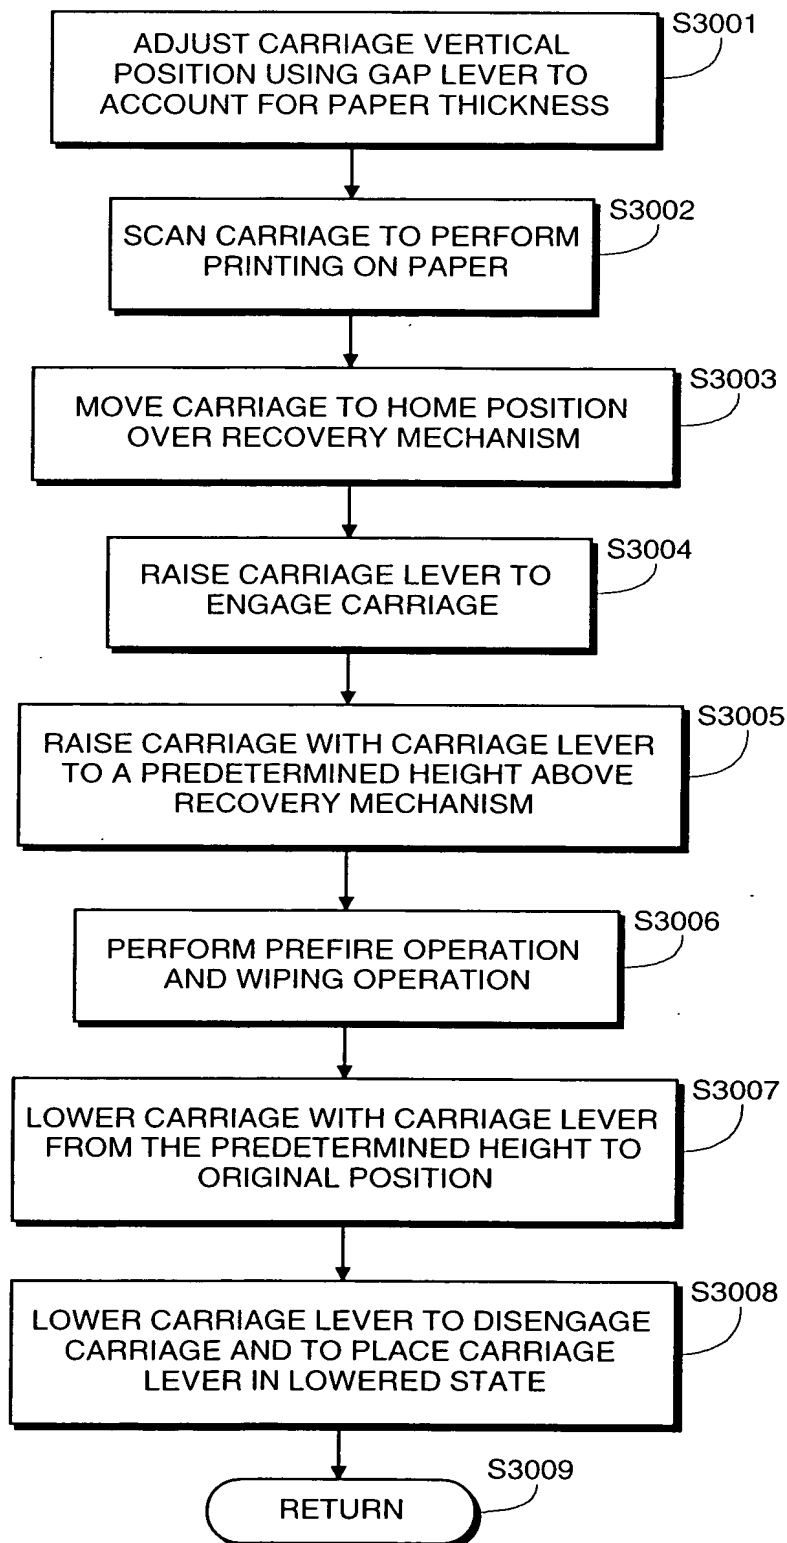 S3001
ADJUST CARRIAGE VERTICAL
POSITION USING GAP LEVER TO
ACCOUNT FOR PAPER THICKNESS
S3002
SCAN CARRIAGE TO PERFORM
PRINTING ON PAPER
S3003
MOVE CARRIAGE TO HOME POSITION
OVER RECOVERY MECHANISM
S3004
RAISE CARRIAGE LEVER TO
ENGAGE CARRIAGE
S3005
RAISE CARRIAGE WITH CARRIAGE LEVER
TO A PREDETERMINED HEIGHT ABOVE
RECOVERY MECHANISM
S3006
PERFORM PREFIRE OPERATION
AND WIPING OPERATION
S3007
LOWER CARRIAGE WITH CARRIAGE LEVER
FROM THE PREDETERMINED HEIGHT TO
ORIGINAL POSITION
S3008
LOWER CARRIAGE LEVER TO DISENGAGE
CARRIAGE AND TO PLACE CARRIAGE
LEVER IN LOWERED STATE
S3009
RETURN